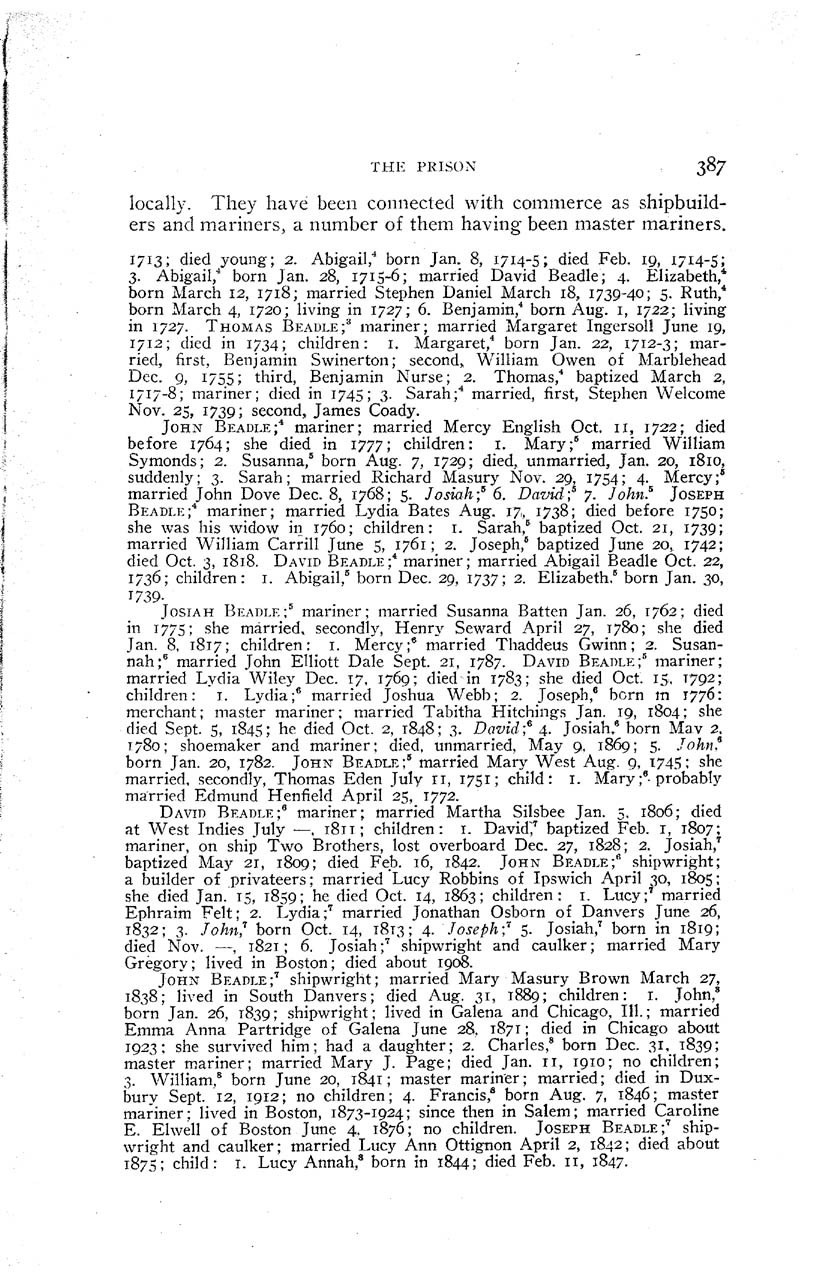 THE PRISON 387
locally. They have been connected with commerce as shipbuild-
ers and mariners, a number of them having been master mariners.
1713; died young; 2. Abigail,⁴ born Jan. 8, 1714-5; died Feb. 19, 1714-5;
3. Abigail,⁴ born Jan. 28, 1715-6; married David Beadle; 4. Elizabeth,⁴
born March 12, 1718; married Stephen Daniel March 18, 1739-40; 5. Ruth,⁴
born March 4, 1720; living in 1727; 6. Benjamin,⁴ born Aug. 1, 1722; living
in 1727. THOMAS BEADLE;³ mariner; married Margaret Ingersoll June 19,
1712; died in 1734; children: 1. Margaret,⁴ born Jan. 22, 1712-3; mar-
ried, first, Benjamin Swinerton; second, William Owen of Marblehead
Dec. 9, 1755; third, Benjamin Nurse; 2. Thomas,⁴ baptized March 2,
1717-8; mariner; died in 1745; 3. Sarah;⁴ married, first, Stephen Welcome
Nov. 25, 1739; second, James Coady.
JOHN BEADLE;⁴ mariner; married Mercy English Oct. 11, 1722; died
before 1764; she died in 1777; children: 1. Mary;⁵ married William
Symonds; 2. Susanna,⁵ born Aug. 7, 1729; died, unmarried, Jan. 20, 1810,
suddenly; 3. Sarah; married Richard Masury Nov. 29, 1754; 4. Mercy;⁵
married John Dove Dec. 8, 1768; 5. Josiah;⁵ 6. David;⁵ 7. John.⁵ JOSEPH
BEADLE;⁴ mariner; married Lydia Bates Aug. 17, 1738; died before 1750;
she was his widow in 1760; children: 1. Sarah,⁵ baptized Oct. 21, 1739;
married William Carrill June 5, 1761; 2. Joseph,⁵ baptized June 20, 1742;
died Oct. 3, 1818. DAVID BEADLE;⁴ mariner; married Abigail Beadle Oct. 22,
1736; children: 1. Abigail,⁵ born Dec. 29, 1737; 2. Elizabeth.⁵ born Jan. 30,
1739.
JOSIAH BEADLE;⁵ mariner; married Susanna Batten Jan. 26, 1762; died
in 1775; she married, secondly, Henry Seward April 27, 1780; she died
Jan. 8, 1817; children: 1. Mercy;⁶ married Thaddeus Gwinn; 2. Susan-
nah;⁶ married John Elliott Dale Sept. 21, 1787. DAVID BEADLE;⁵ mariner;
married Lydia Wiley Dec. 17, 1769; died in 1783; she died Oct. 15, 1792;
children: 1. Lydia;⁶ married Joshua Webb; 2. Joseph,⁶ born in 1776:
merchant; master mariner; married Tabitha Hitchings Jan. 19, 1804; she
died Sept. 5, 1845; he died Oct. 2, 1848; 3. David;⁶ 4. Josiah,⁶ born May 2,
1780; shoemaker and mariner; died, unmarried, May 9, 1869; 5. John,⁶
born Jan. 20, 1782. JOHN BEADLE;⁵ married Mary West Aug. 9, 1745; she
married, secondly, Thomas Eden July 11, 1751; child: 1. Mary;⁶ probably
married Edmund Henfield April 25, 1772.
DAVID BEADLE;⁶ mariner; married Martha Silsbee Jan. 5, 1806; died
at West Indies July —, 1811; children: 1. David,⁷ baptized Feb. 1, 1807;
mariner, on ship Two Brothers, lost overboard Dec. 27, 1828; 2. Josiah,⁷
baptized May 21, 1809; died Feb. 16, 1842. JOHN BEADLE;⁶ shipwright;
a builder of privateers; married Lucy Robbins of Ipswich April 30, 1805;
she died Jan. 15, 1859; he died Oct. 14, 1863; children: 1. Lucy;⁷ married
Ephraim Felt; 2. Lydia;⁷ married Jonathan Osborn of Danvers June 26,
1832; 3. John,⁷ born Oct. 14, 1813; 4. Joseph;⁷ 5. Josiah,⁷ born in 1819;
died Nov. —, 1821; 6. Josiah;⁷ shipwright and caulker; married Mary
Gregory; lived in Boston; died about 1908.
JOHN BEADLE;⁷ shipwright; married Mary Masury Brown March 27,
1838; lived in South Danvers; died Aug. 31, 1889; children: 1. John,⁸
born Jan. 26, 1839; shipwright; lived in Galena and Chicago, Ill.; married
Emma Anna Partridge of Galena June 28, 1871; died in Chicago about
1923; she survived him; had a daughter; 2. Charles,⁸ born Dec. 31, 1839;
master mariner; married Mary J. Page; died Jan. 11, 1910; no children;
3. William,⁸ born June 20, 1841; master mariner; married; died in Dux-
bury Sept. 12, 1912; no children; 4. Francis,⁸ born Aug. 7, 1846; master
mariner; lived in Boston, 1873-1924; since then in Salem; married Caroline
E. Elwell of Boston June 4, 1876; no children. JOSEPH BEADLE;⁷ ship-
wright and caulker; married Lucy Ann Ottignon April 2, 1842; died about
1875; child: 1. Lucy Annah,⁸ born in 1844; died Feb. 11, 1847.